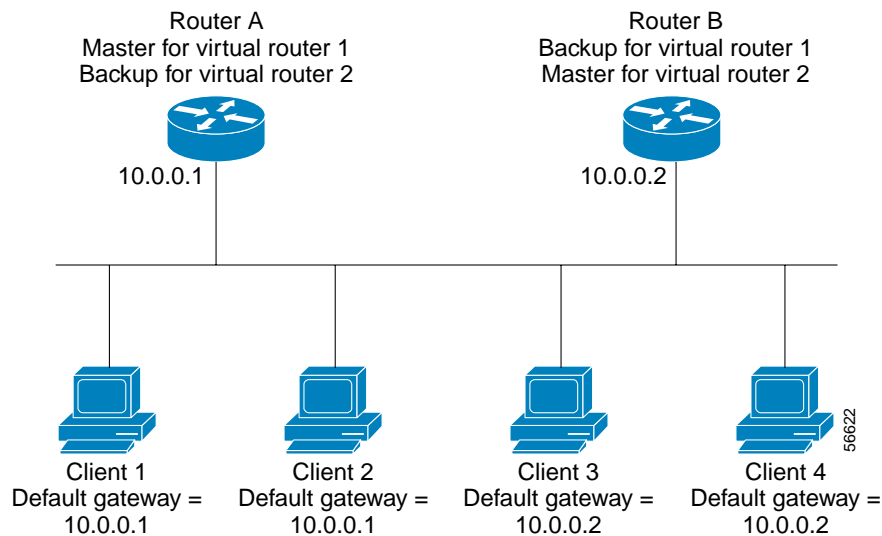 Router A
Master for virtual router 1
Backup for virtual router 2
10.0.0.1
Router B
Backup for virtual router 1
Master for virtual router 2
10.0.0.2
Client 1
Default gateway =
10.0.0.1
Client 2
Default gateway =
10.0.0.1
Client 3
Default gateway =
10.0.0.2
Client 4
Default gateway =
10.0.0.2
56622